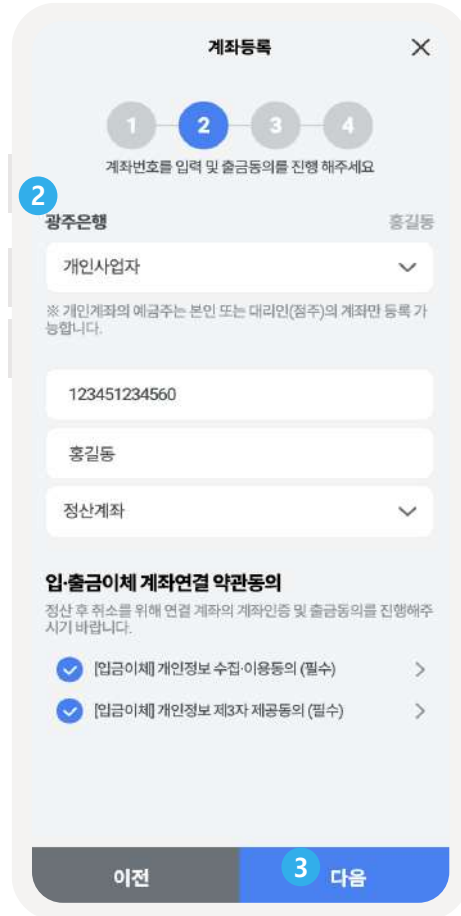 계좌등록
1 2 3 4
계좌번호를 입력 및 출금동의를 진행 해주세요
2
광주은행 홍길동
개인사업자
※ 개인계좌의 예금주는 본인 또는 대리인(점주)의 계좌만 등록 가
능합니다.
123451234560
홍길동
정산계좌
입·출금이체 계좌연결 약관동의
정산 후 취소를 위해 연결 계좌의 계좌인증 및 출금동의를 진행해주
시기 바랍니다.
[입금이체] 개인정보 수집·이용동의 (필수)
[입금이체] 개인정보 제3자 제공동의 (필수)
이전 3 다음